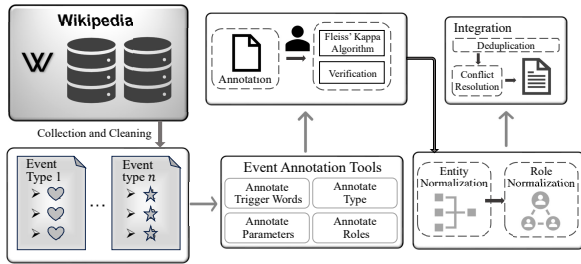 Wikipedia
W
Collection and Cleaning
Event
Type 1
...
Event
type n
Event Annotation Tools
Annotate
Trigger Words
Annotate
Type
Annotate
Parameters
Annotate
Roles
Annotation
Fleiss' Kappa
Algorithm
Verification
Entity
Normalization
Role
Normalization
Integration
Deduplication
Conflict
Resolution